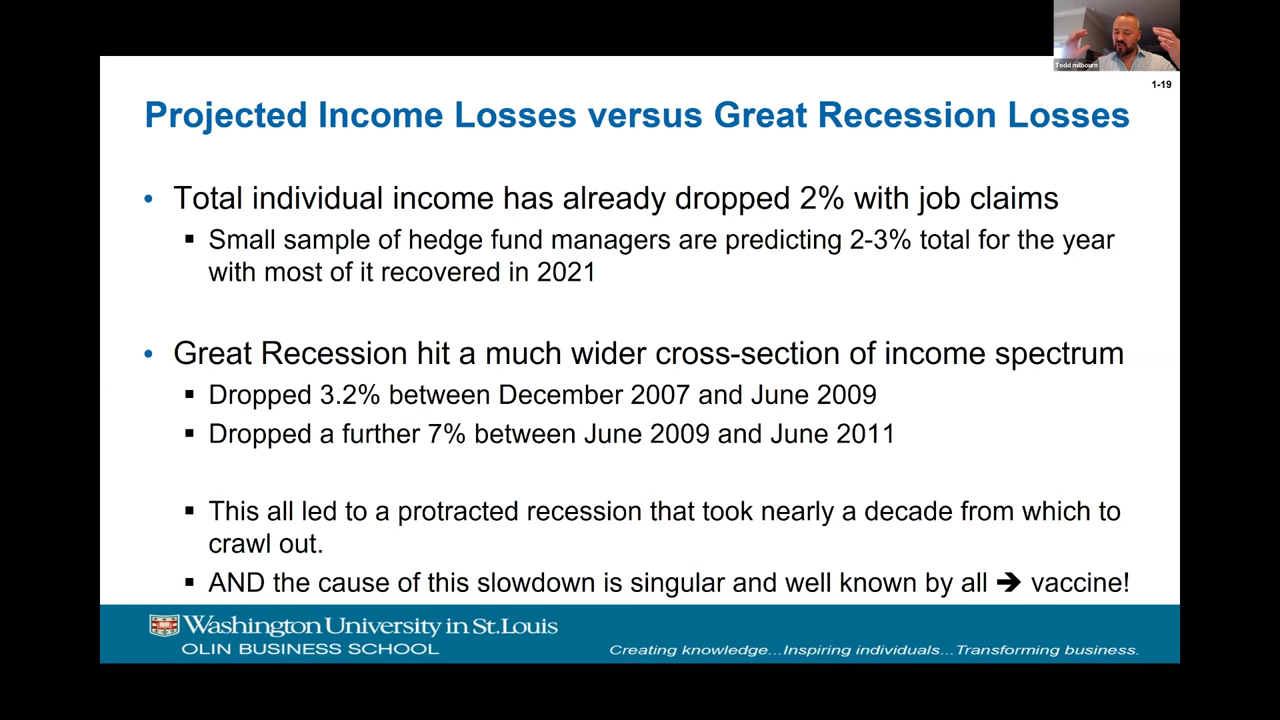 Todd milbourn
1-19
Projected Income Losses versus Great Recession Losses
• Total individual income has already dropped 2% with job claims
▪ Small sample of hedge fund managers are predicting 2-3% total for the year
with most of it recovered in 2021
• Great Recession hit a much wider cross-section of income spectrum
▪ Dropped 3.2% between December 2007 and June 2009
▪ Dropped a further 7% between June 2009 and June 2011
▪ This all led to a protracted recession that took nearly a decade from which to
crawl out.
▪ AND the cause of this slowdown is singular and well known by all ➔ vaccine!
Washington University in St. Louis
OLIN BUSINESS SCHOOL
Creating knowledge...Inspiring individuals...Transforming business.